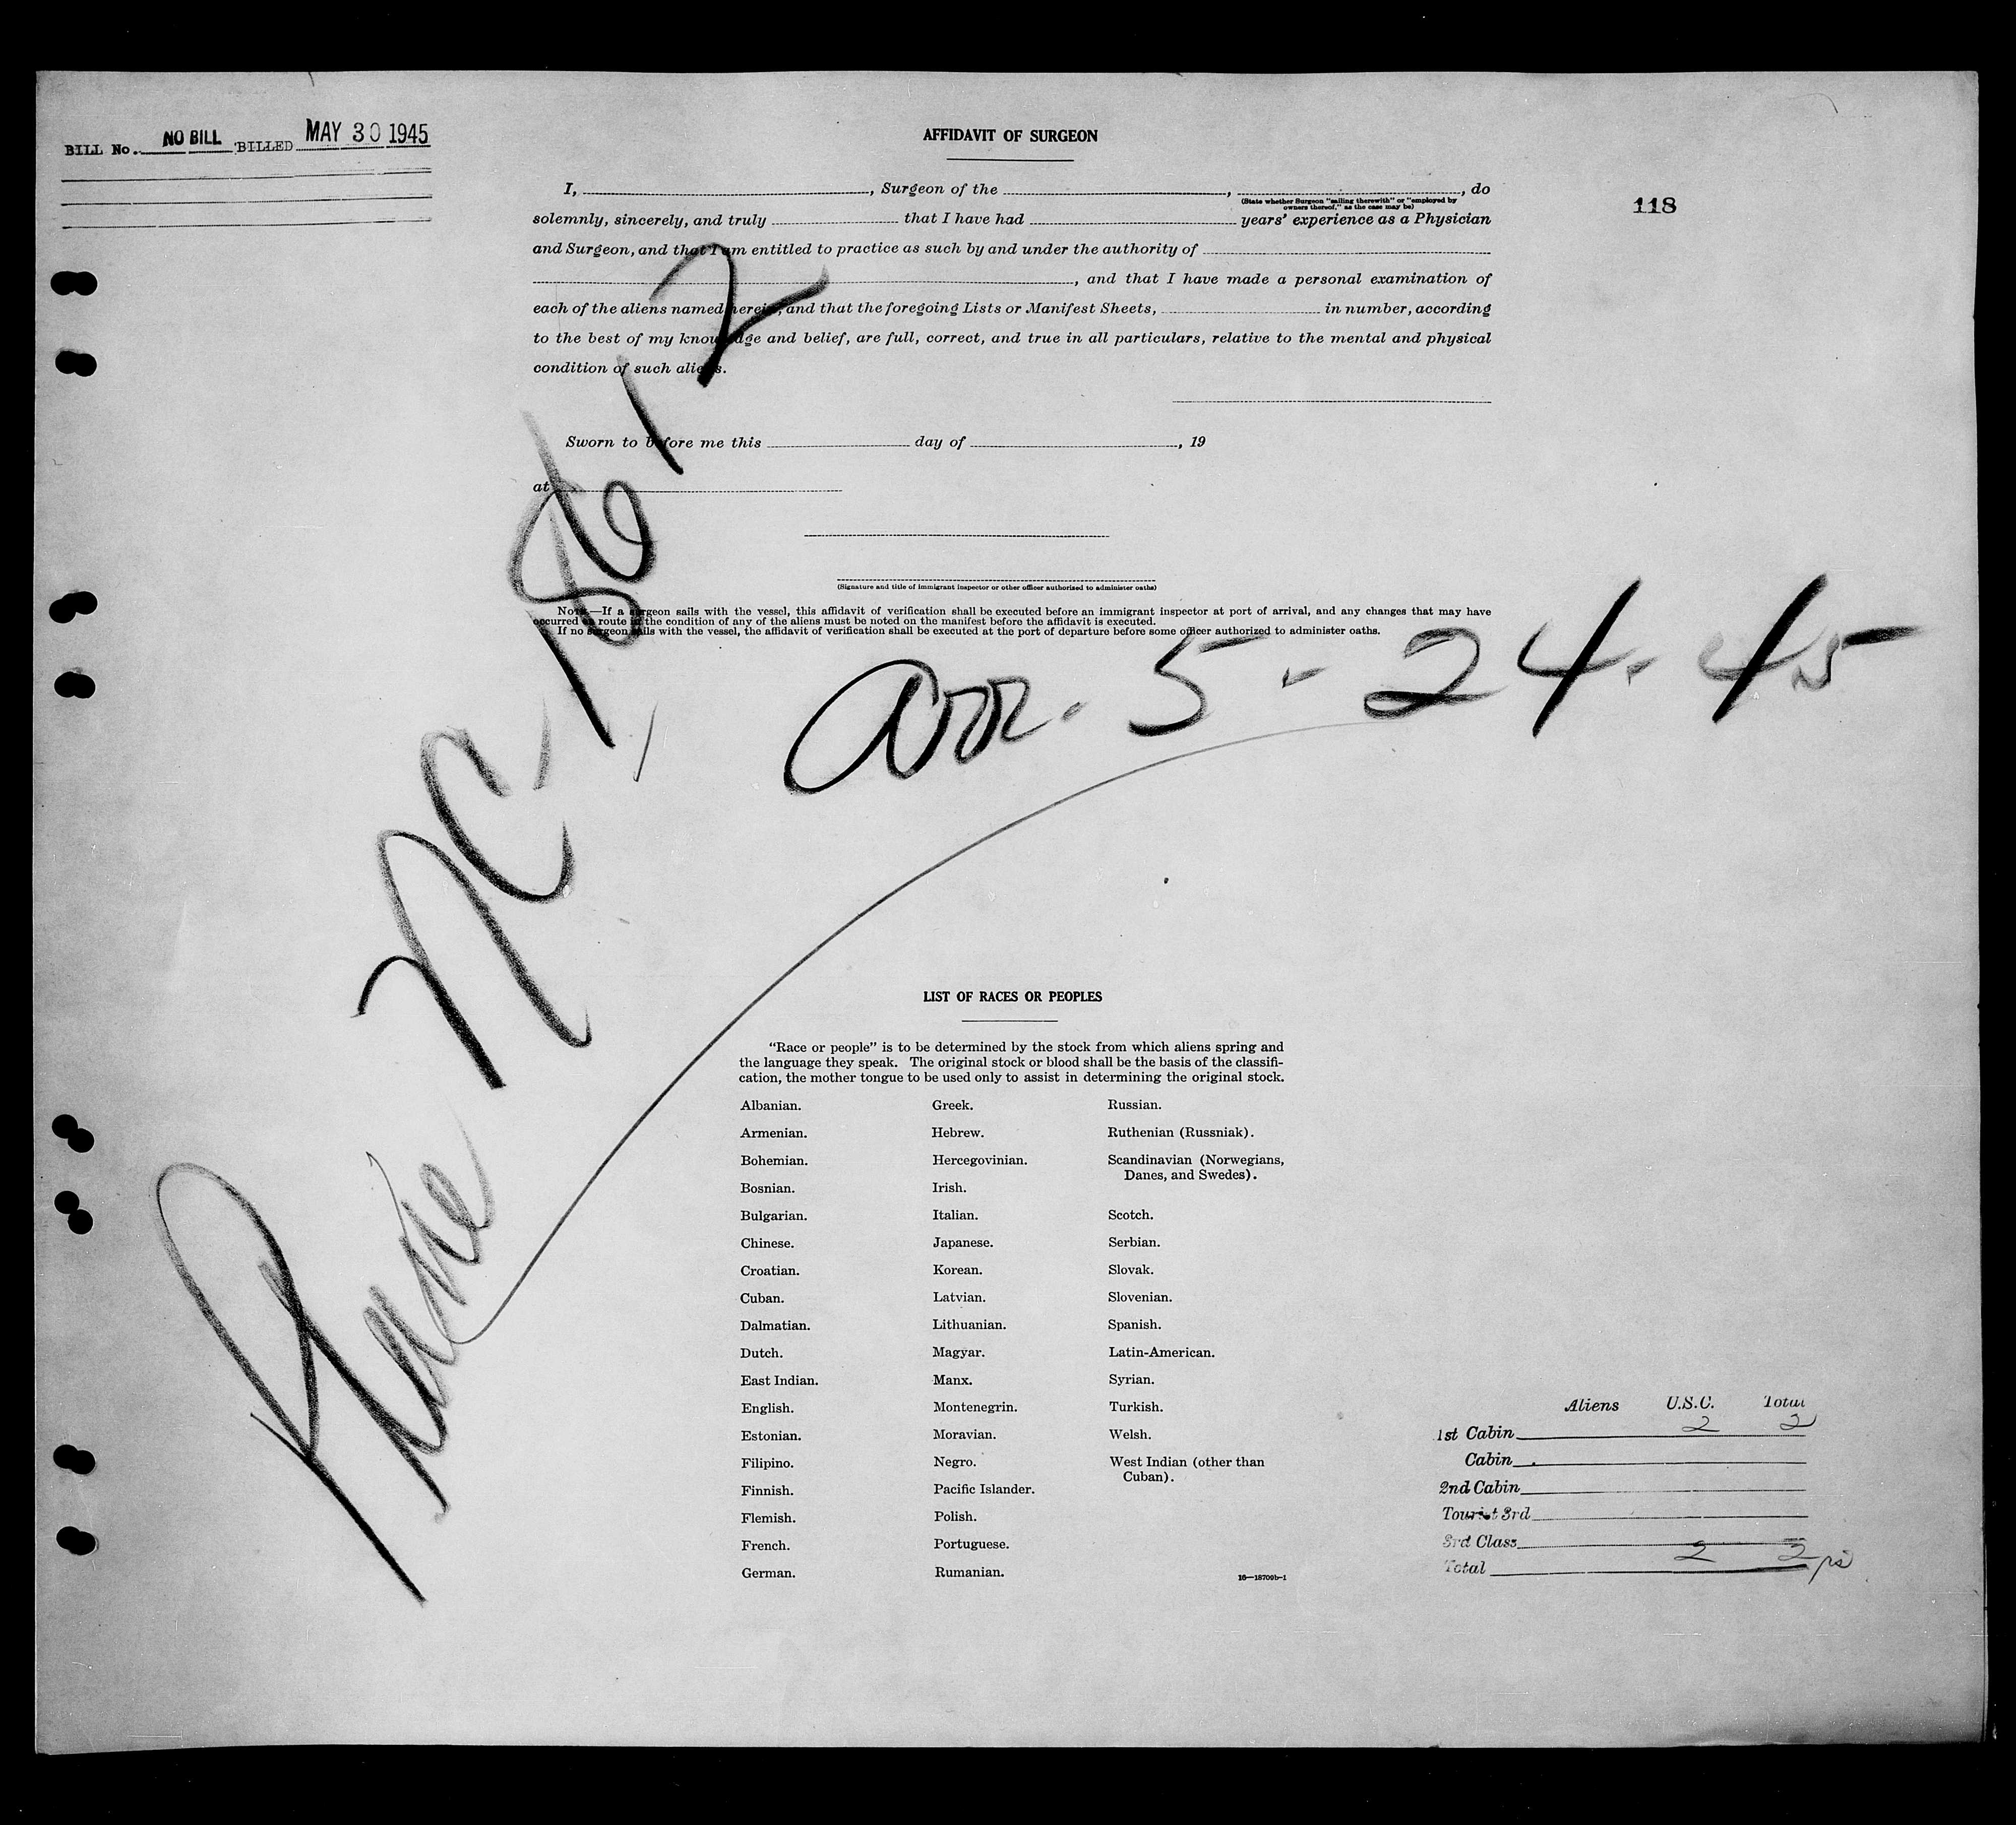 BILL No. NO BILL BILLED MAY 30 1945
AFFIDAVIT OF SURGEON
118
I, , Surgeon of the , , do
(State whether Surgeon "sailing therewith" or "employed by
owners thereof," as the case may be)
solemnly, sincerely, and truly that I have had years' experience as a Physician
and Surgeon, and that I am entitled to practice as such by and under the authority of
, and that I have made a personal examination of
each of the aliens named herein, and that the foregoing Lists or Manifest Sheets, in number, according
to the best of my knowledge and belief, are full, correct, and true in all particulars, relative to the mental and physical
condition of such aliens.
Sworn to before me this day of , 19
at
(Signature and title of immigrant inspector or other officer authorized to administer oaths)
NOTE.—If a surgeon sails with the vessel, this affidavit of verification shall be executed before an immigrant inspector at port of arrival, and any changes that may have
occurred en route in the condition of any of the aliens must be noted on the manifest before the affidavit is executed.
If no surgeon sails with the vessel, the affidavit of verification shall be executed at the port of departure before some officer authorized to administer oaths.
Plane NC, 18612
Arr. 5-24-45
LIST OF RACES OR PEOPLES
"Race or people" is to be determined by the stock from which aliens spring and
the language they speak. The original stock or blood shall be the basis of the classifi-
cation, the mother tongue to be used only to assist in determining the original stock.
Albanian.
Armenian.
Bohemian.
Bosnian.
Bulgarian.
Chinese.
Croatian.
Cuban.
Dalmatian.
Dutch.
East Indian.
English.
Estonian.
Filipino.
Finnish.
Flemish.
French.
German.
Greek.
Hebrew.
Hercegovinian.
Irish.
Italian.
Japanese.
Korean.
Latvian.
Lithuanian.
Magyar.
Manx.
Montenegrin.
Moravian.
Negro.
Pacific Islander.
Polish.
Portuguese.
Rumanian.
Russian.
Ruthenian (Russniak).
Scandinavian (Norwegians,
Danes, and Swedes).
Scotch.
Serbian.
Slovak.
Slovenian.
Spanish.
Latin-American.
Syrian.
Turkish.
Welsh.
West Indian (other than
Cuban).
16—18709b-1
Aliens U.S.C. Total
1st Cabin 2 2
Cabin
2nd Cabin
Tourist 3rd
3rd Class
Total 2 2